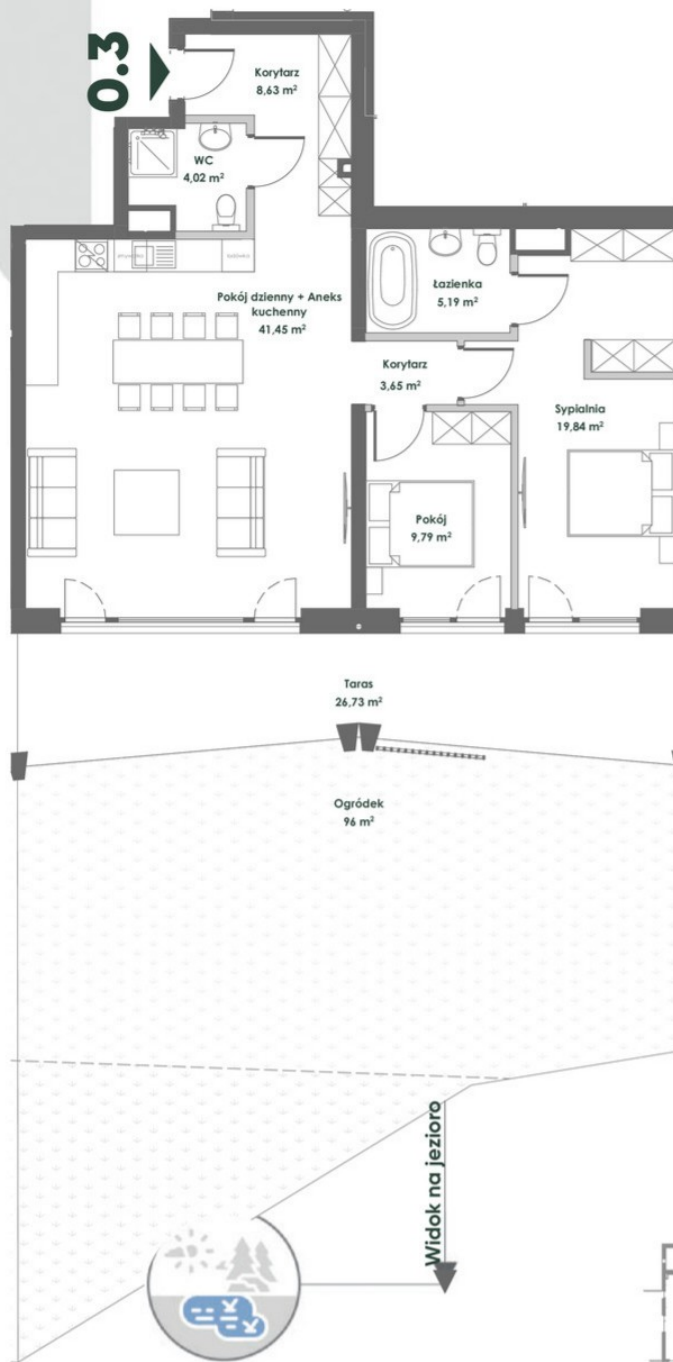 0.3
Korytarz
8,63 m²
WC
4,02 m²
Pokój dzienny + Aneks
kuchenny
41,45 m²
Łazienka
5,19 m²
Korytarz
3,65 m²
Sypialnia
19,84 m²
Pokój
9,79 m²
Taras
26,73 m²
Ogródek
96 m²
Widok na jezioro